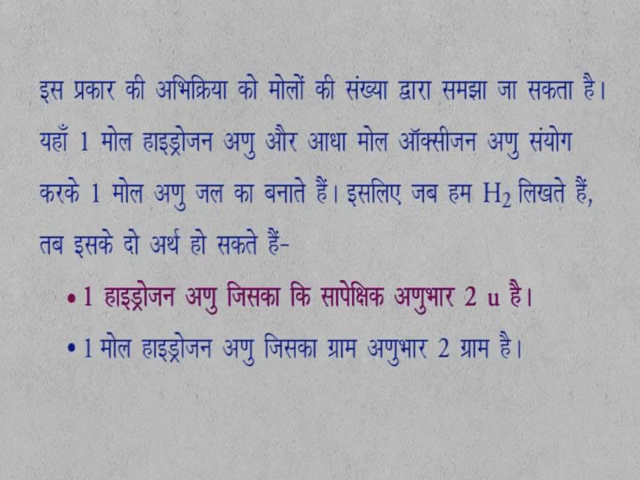 इस प्रकार की अभिक्रिया को मोलों की संख्या द्वारा समझा जा सकता है।
यहाँ 1 मोल हाइड्रोजन अणु और आधा मोल ऑक्सीजन अणु संयोग
करके 1 मोल अणु जल का बनाते हैं। इसलिए जब हम H₂ लिखते हैं,
तब इसके दो अर्थ हो सकते हैं-
• 1 हाइड्रोजन अणु जिसका कि सापेक्षिक अणुभार 2 u है।
• 1 मोल हाइड्रोजन अणु जिसका ग्राम अणुभार 2 ग्राम है।